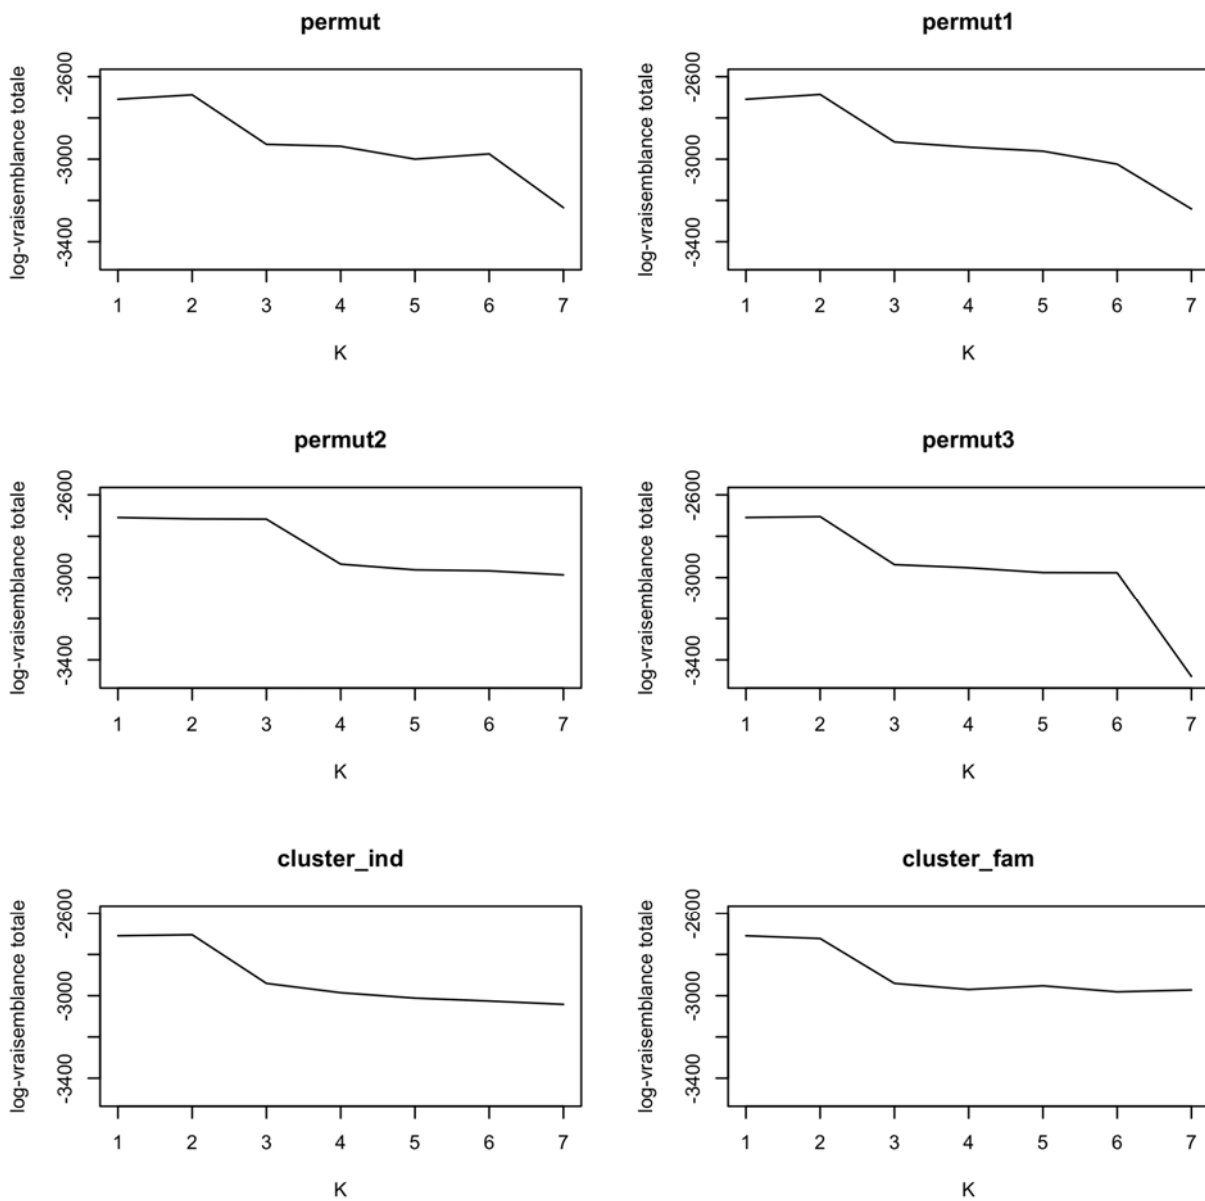 permut
log-vraisemblance totale
-2600
-3000
-3400
1 2 3 4 5 6 7
K
permut1
log-vraisemblance totale
-2600
-3000
-3400
1 2 3 4 5 6 7
K
permut2
log-vraisemblance totale
-2600
-3000
-3400
1 2 3 4 5 6 7
K
permut3
log-vraisemblance totale
-2600
-3000
-3400
1 2 3 4 5 6 7
K
cluster_ind
log-vraisemblance totale
-2600
-3000
-3400
1 2 3 4 5 6 7
K
cluster_fam
log-vraisemblance totale
-2600
-3000
-3400
1 2 3 4 5 6 7
K